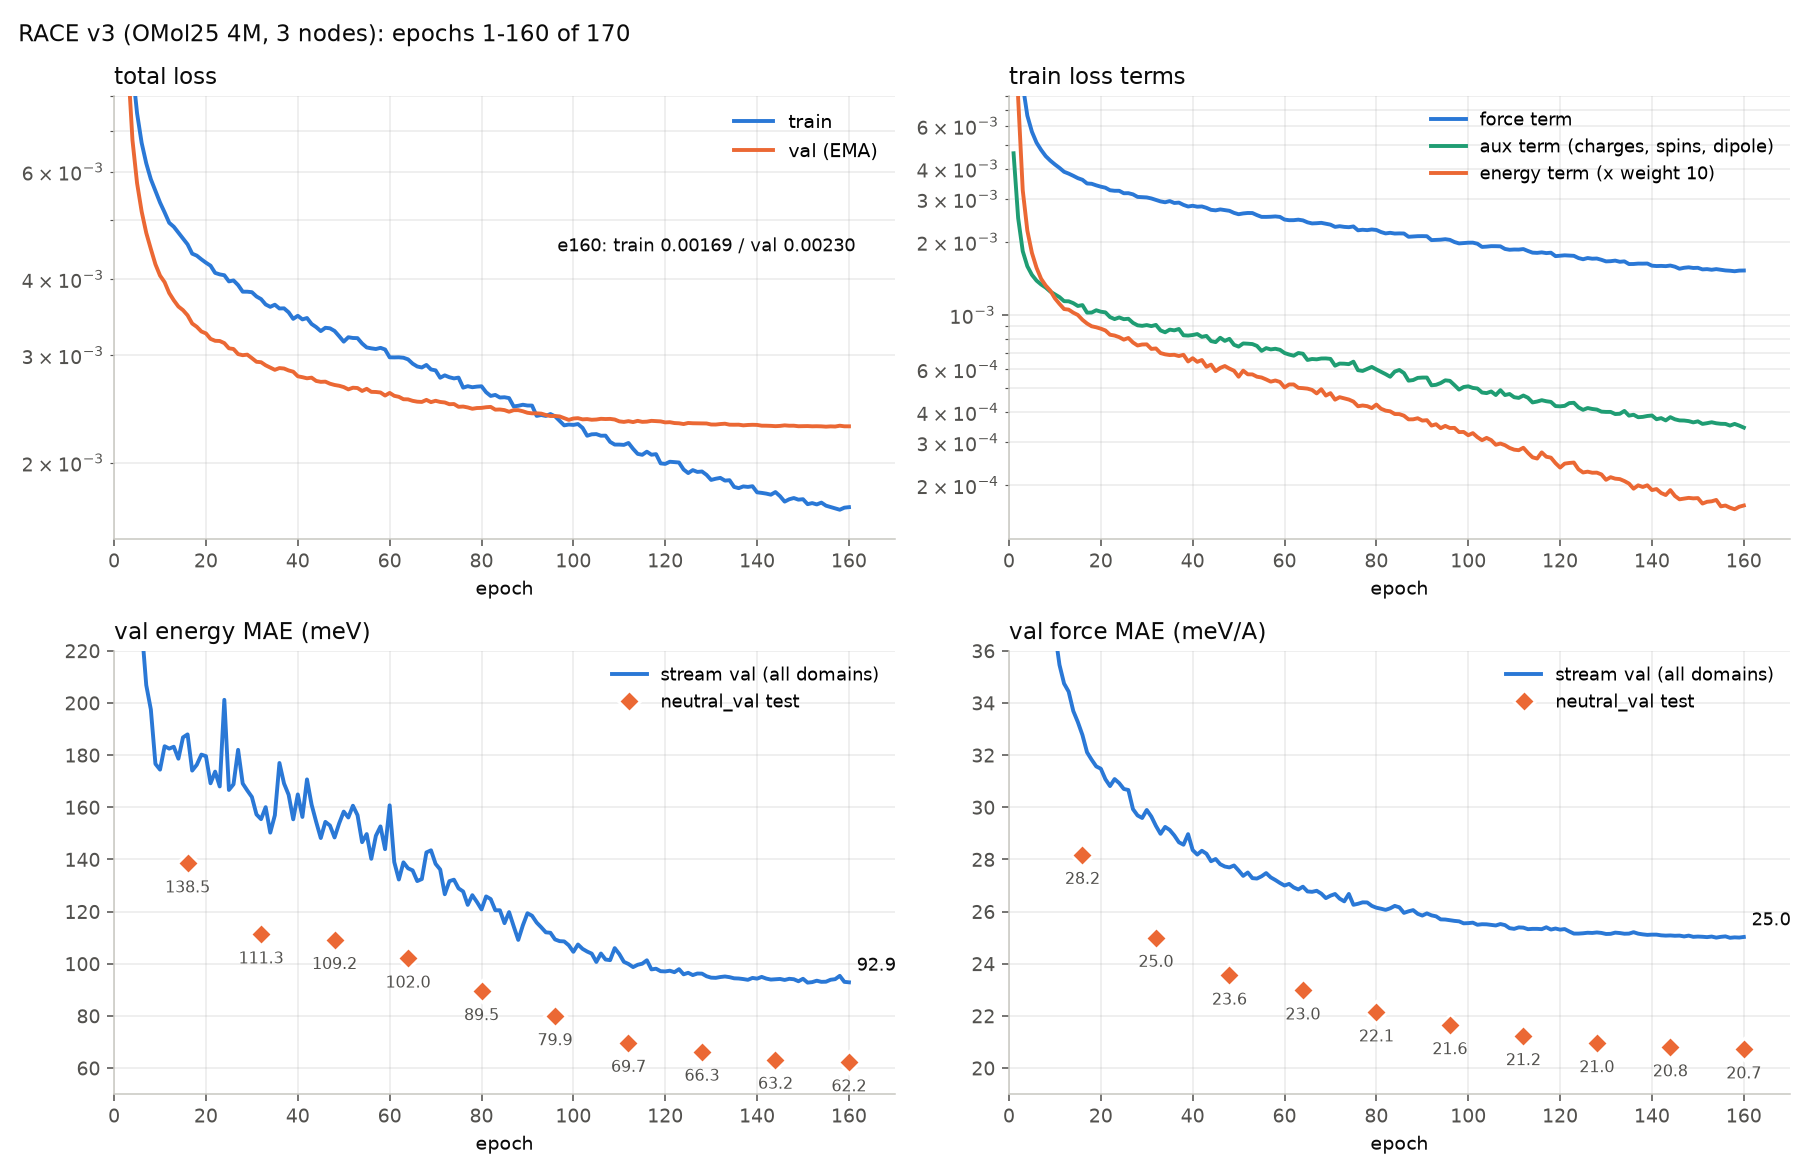 RACE v3 (OMol25 4M, 3 nodes): epochs 1-160 of 170
total loss
train
val (EMA)
e160: train 0.00169 / val 0.00230
6 × 10⁻³
4 × 10⁻³
3 × 10⁻³
2 × 10⁻³
0 20 40 60 80 100 120 140 160
epoch
train loss terms
force term
aux term (charges, spins, dipole)
energy term (x weight 10)
6 × 10⁻³
4 × 10⁻³
3 × 10⁻³
2 × 10⁻³
10⁻³
6 × 10⁻⁴
4 × 10⁻⁴
3 × 10⁻⁴
2 × 10⁻⁴
0 20 40 60 80 100 120 140 160
epoch
val energy MAE (meV)
stream val (all domains)
neutral_val test
220
200
180
160
140
120
100
80
60
138.5
111.3
109.2
102.0
89.5
79.9
69.7
66.3
63.2
62.2
92.9
0 20 40 60 80 100 120 140 160
epoch
val force MAE (meV/A)
stream val (all domains)
neutral_val test
36
34
32
30
28
26
24
22
20
28.2
25.0
23.6
23.0
22.1
21.6
21.2
21.0
20.8
20.7
25.0
0 20 40 60 80 100 120 140 160
epoch